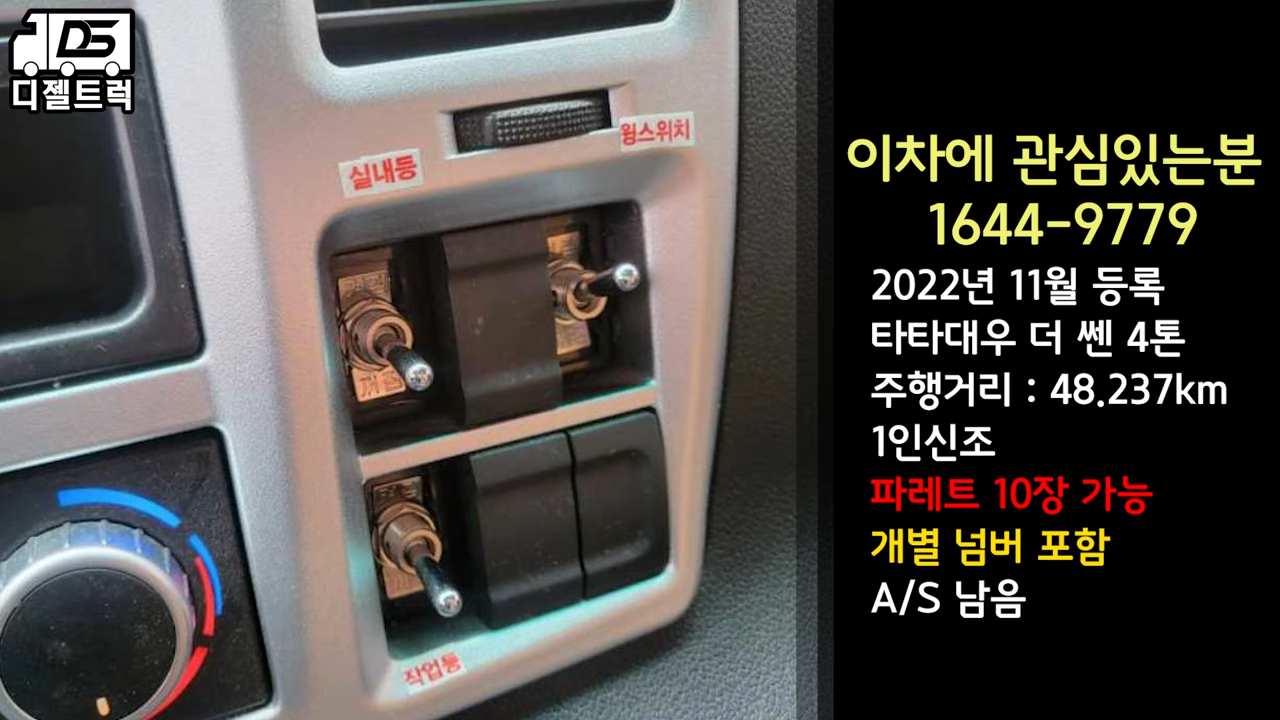 DS
디젤트럭
윙스위치
실내등
꺼짐
작업등
이차에 관심있는분
1644-9779
2022년 11월 등록
타타대우 더 쎈 4톤
주행거리 : 48.237km
1인신조
파레트 10장 가능
개별 넘버 포함
A/S 남음